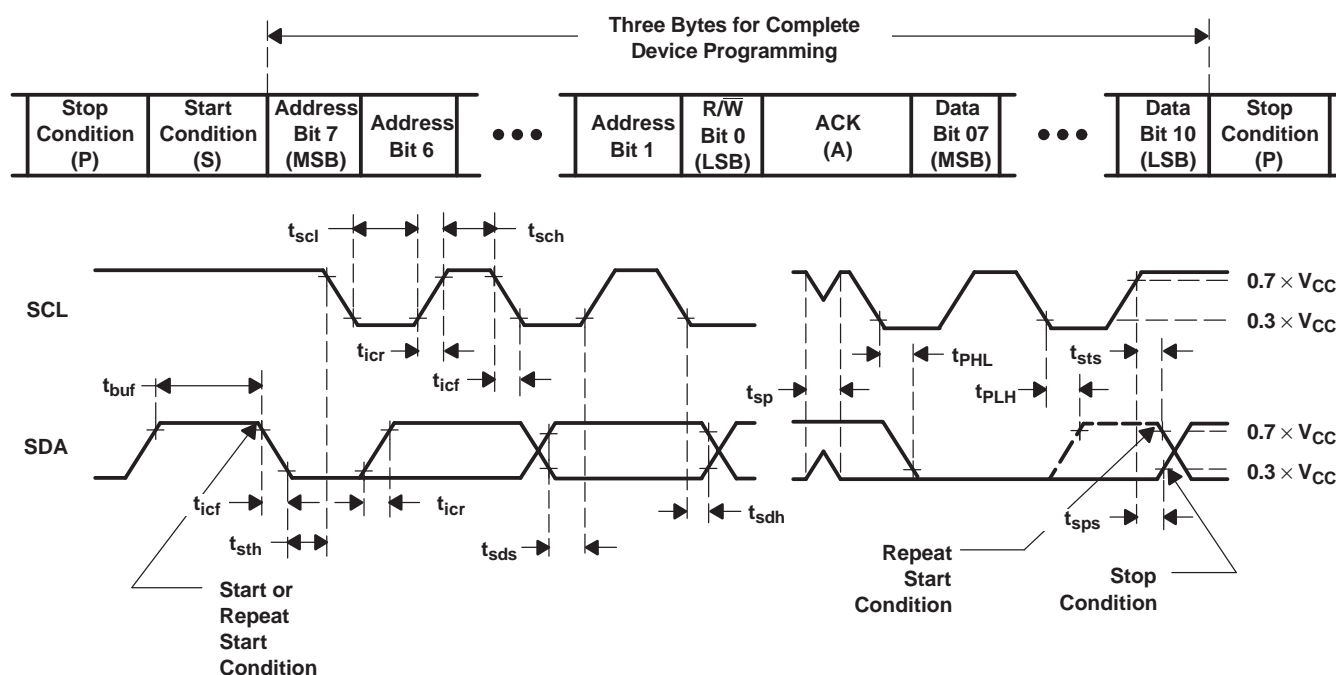 Three Bytes for Complete
Device Programming
Stop
Condition
(P)
Start
Condition
(S)
Address
Bit 7
(MSB)
Address
Bit 6
•••
Address
Bit 1
R/W̅
Bit 0
(LSB)
ACK
(A)
Data
Bit 07
(MSB)
•••
Data
Bit 10
(LSB)
Stop
Condition
(P)
tscl
tsch
SCL
0.7 × VCC
0.3 × VCC
ticr
tPHL
tsts
tbuf
ticf
tsp
tPLH
SDA
0.7 × VCC
0.3 × VCC
ticf
ticr
tsdh
tsps
tsth
tsds
Start or
Repeat
Start
Condition
Repeat
Start
Condition
Stop
Condition